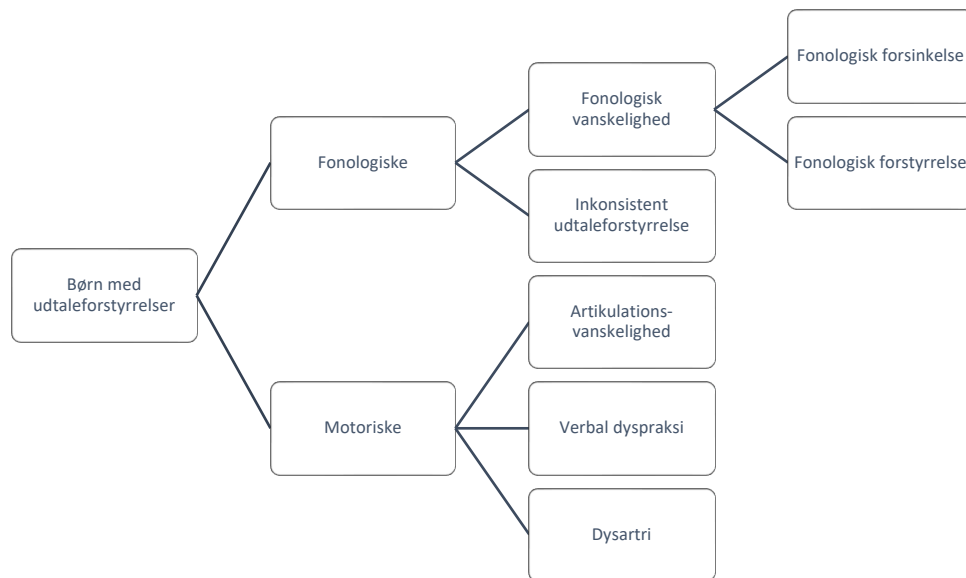 Børn med
udtaleforstyrrelser
Fonologiske
Fonologisk
vanskelighed
Fonologisk forsinkelse
Fonologisk forstyrrelse
Inkonsistent
udtaleforstyrrelse
Motoriske
Artikulations-
vanskelighed
Verbal dyspraksi
Dysartri